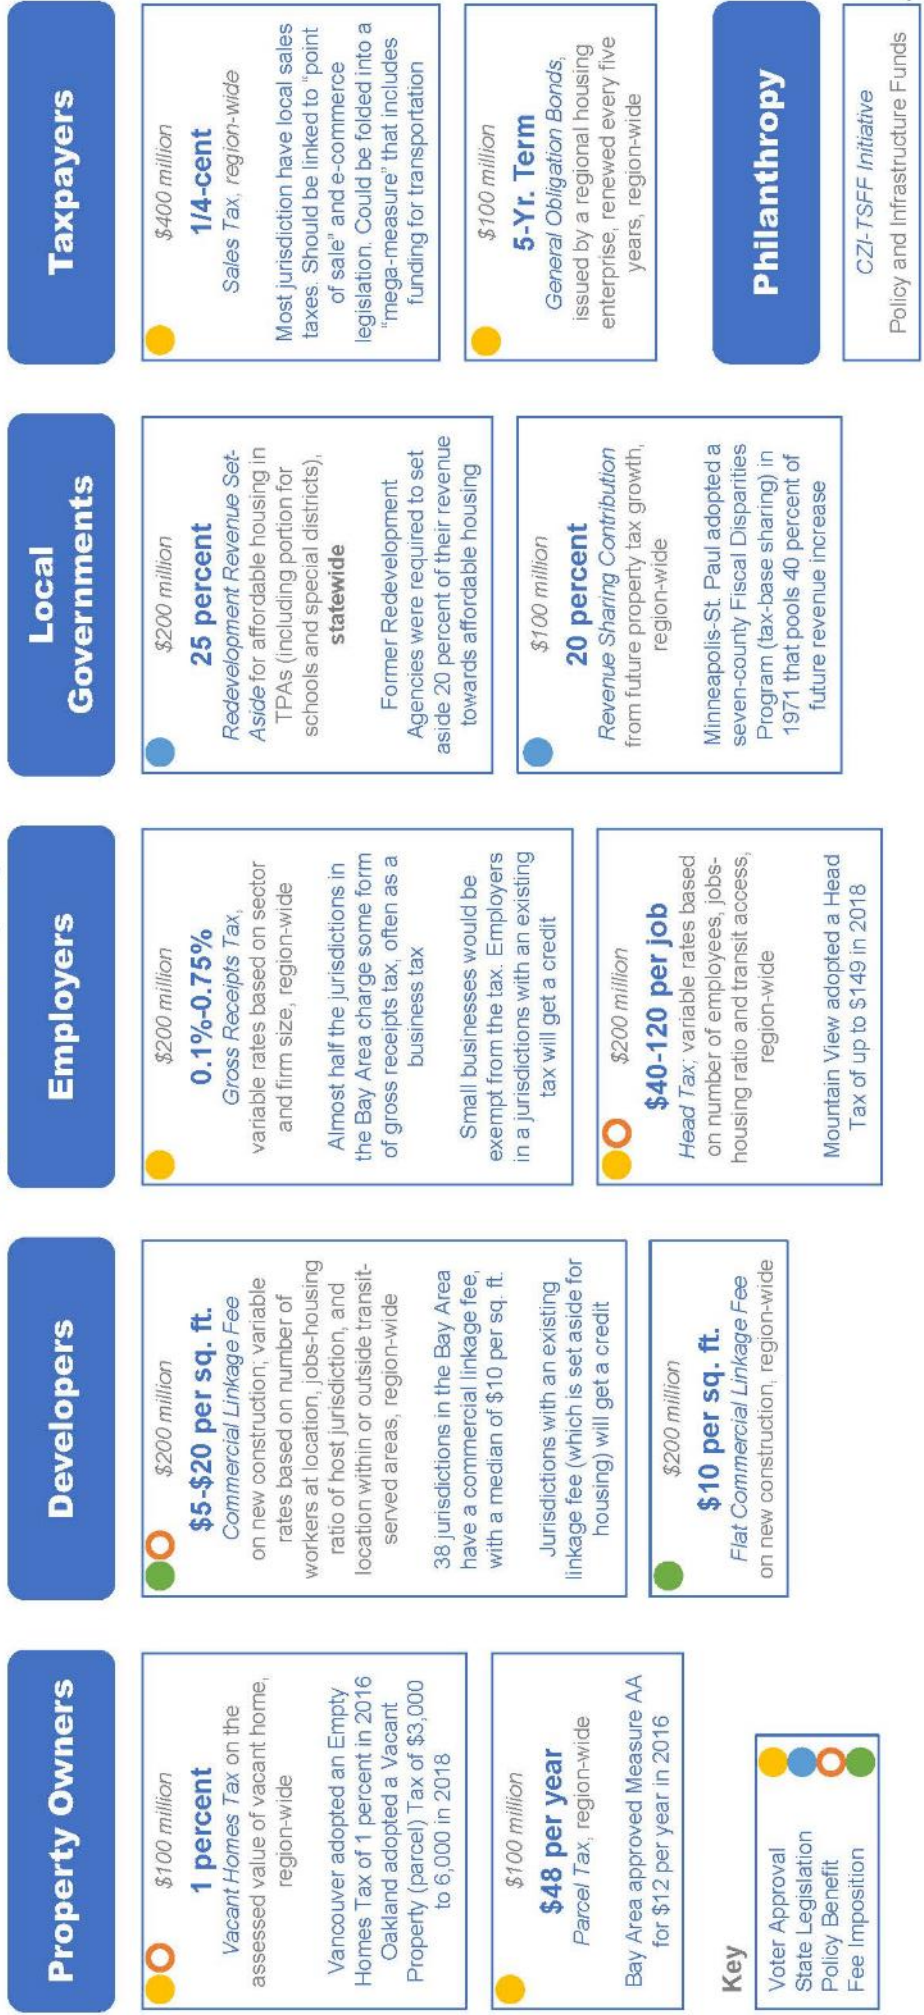 Property Owners
$100 million
1 percent
Vacant Homes Tax on the
assessed value of vacant home,
region-wide
Vancouver adopted an Empty
Homes Tax of 1 percent in 2016
Oakland adopted a Vacant
Property (parcel) Tax of $3,000
to 6,000 in 2018
$100 million
$48 per year
Parcel Tax, region-wide
Bay Area approved Measure AA
for $12 per year in 2016
Key
Voter Approval
State Legislation
Policy Benefit
Fee Imposition
Developers
$200 million
$5-$20 per sq. ft.
Commercial Linkage Fee
on new construction; variable
rates based on number of
workers at location, jobs-housing
ratio of host jurisdiction, and
location within or outside transit-
served areas, region-wide
38 jurisdictions in the Bay Area
have a commercial linkage fee,
with a median of $10 per sq. ft.
Jurisdictions with an existing
linkage fee (which is set aside for
housing) will get a credit
$200 million
$10 per sq. ft.
Flat Commercial Linkage Fee
on new construction, region-wide
Employers
$200 million
0.1%-0.75%
Gross Receipts Tax,
variable rates based on sector
and firm size, region-wide
Almost half the jurisdictions in
the Bay Area charge some form
of gross receipts tax, often as a
business tax
Small businesses would be
exempt from the tax. Employers
in a jurisdictions with an existing
tax will get a credit
$200 million
$40-120 per job
Head Tax; variable rates based
on number of employees, jobs-
housing ratio and transit access,
region-wide
Mountain View adopted a Head
Tax of up to $149 in 2018
Local
Governments
$200 million
25 percent
Redevelopment Revenue Set-
Aside for affordable housing in
TPAs (including portion for
schools and special districts),
statewide
Former Redevelopment
Agencies were required to set
aside 20 percent of their revenue
towards affordable housing
$100 million
20 percent
Revenue Sharing Contribution
from future property tax growth,
region-wide
Minneapolis-St. Paul adopted a
seven-county Fiscal Disparities
Program (tax-base sharing) in
1971 that pools 40 percent of
future revenue increase
Taxpayers
$400 million
1/4-cent
Sales Tax, region-wide
Most jurisdiction have local sales
taxes. Should be linked to "point
of sale" and e-commerce
legislation. Could be folded into a
"mega-measure" that includes
funding for transportation
$100 million
5-Yr. Term
General Obligation Bonds,
issued by a regional housing
enterprise, renewed every five
years, region-wide
Philanthropy
CZI-TSFF Initiative
Policy and Infrastructure Funds